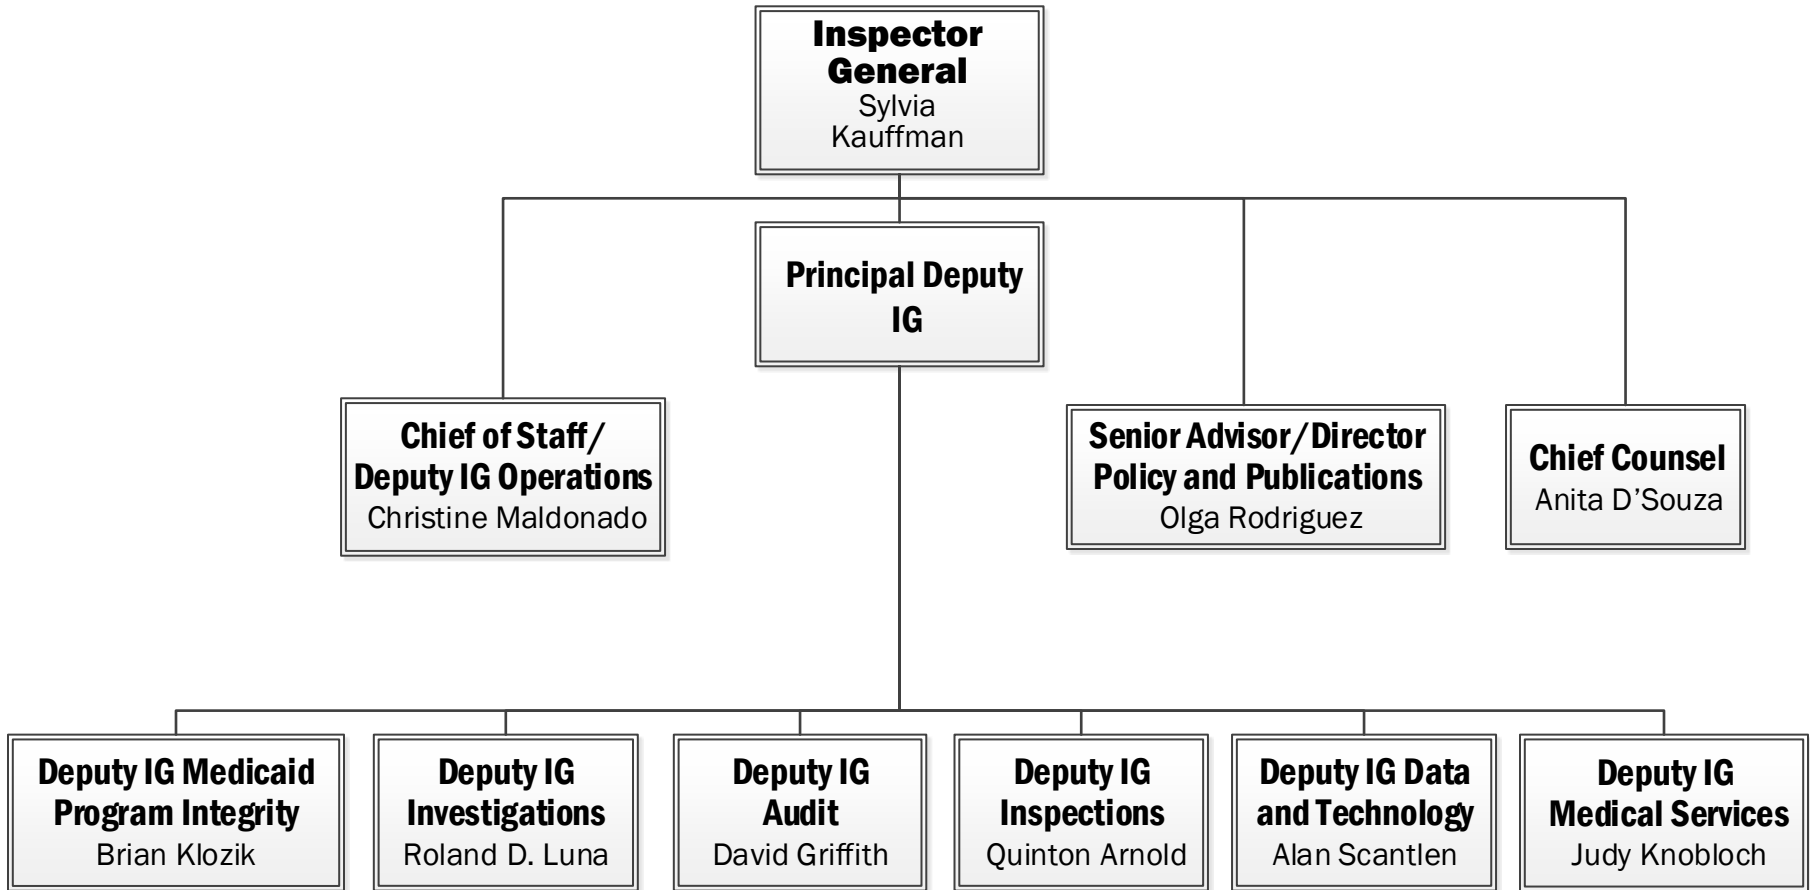 Inspector
General
Sylvia
Kauffman
Principal Deputy
IG
Chief of Staff/
Deputy IG Operations
Christine Maldonado
Senior Advisor/Director
Policy and Publications
Olga Rodriguez
Chief Counsel
Anita D’Souza
Deputy IG Medicaid
Program Integrity
Brian Klozik
Deputy IG
Investigations
Roland D. Luna
Deputy IG
Audit
David Griffith
Deputy IG
Inspections
Quinton Arnold
Deputy IG Data
and Technology
Alan Scantlen
Deputy IG
Medical Services
Judy Knobloch